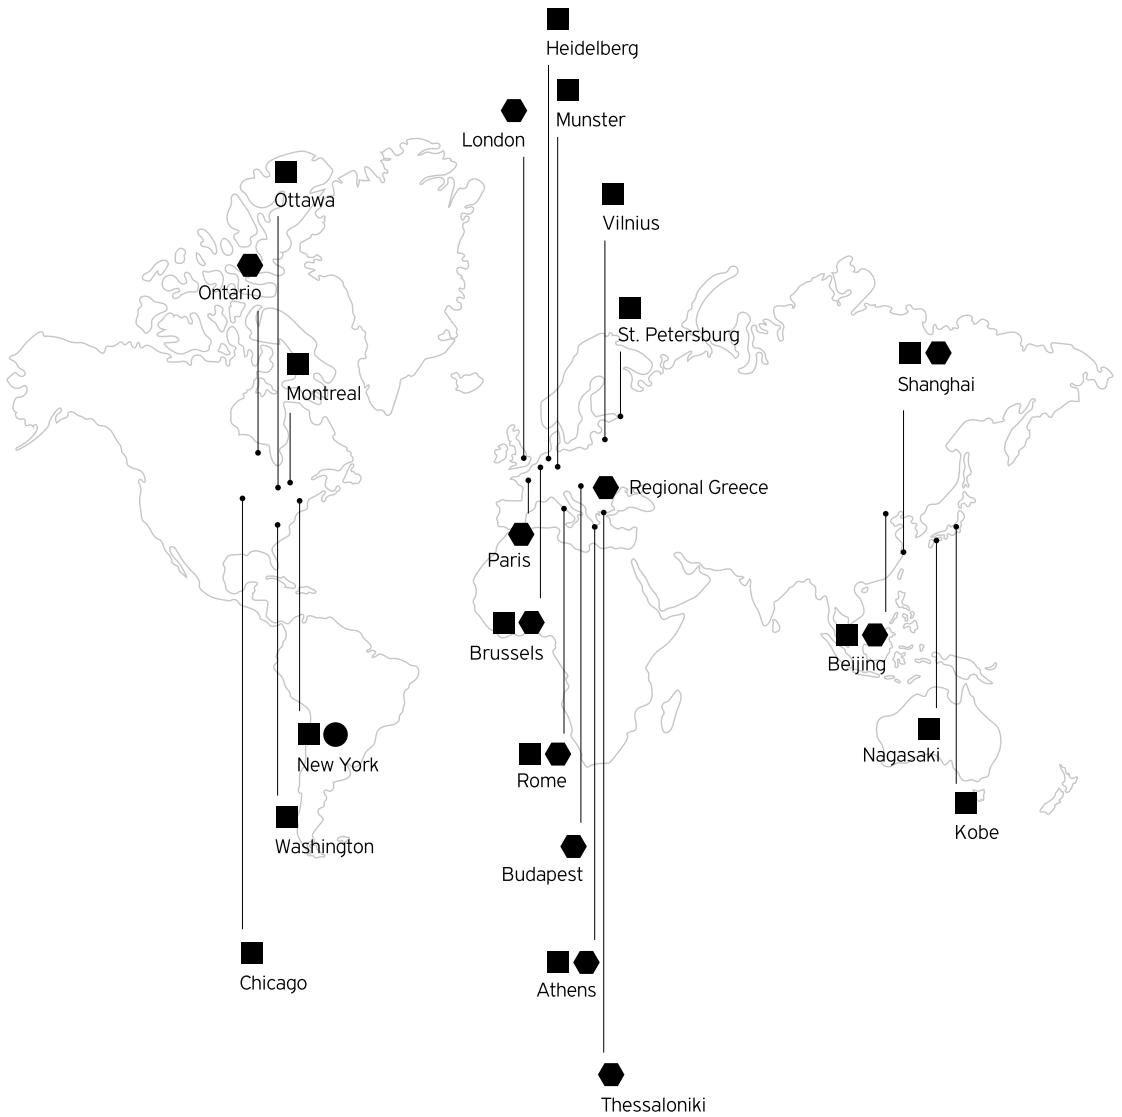 Heidelberg
Munster
London
Ottawa
Vilnius
Ontario
St. Petersburg
Montreal
Shanghai
Regional Greece
Paris
Brussels
Beijing
New York
Rome
Nagasaki
Washington
Kobe
Budapest
Chicago
Athens
Thessaloniki